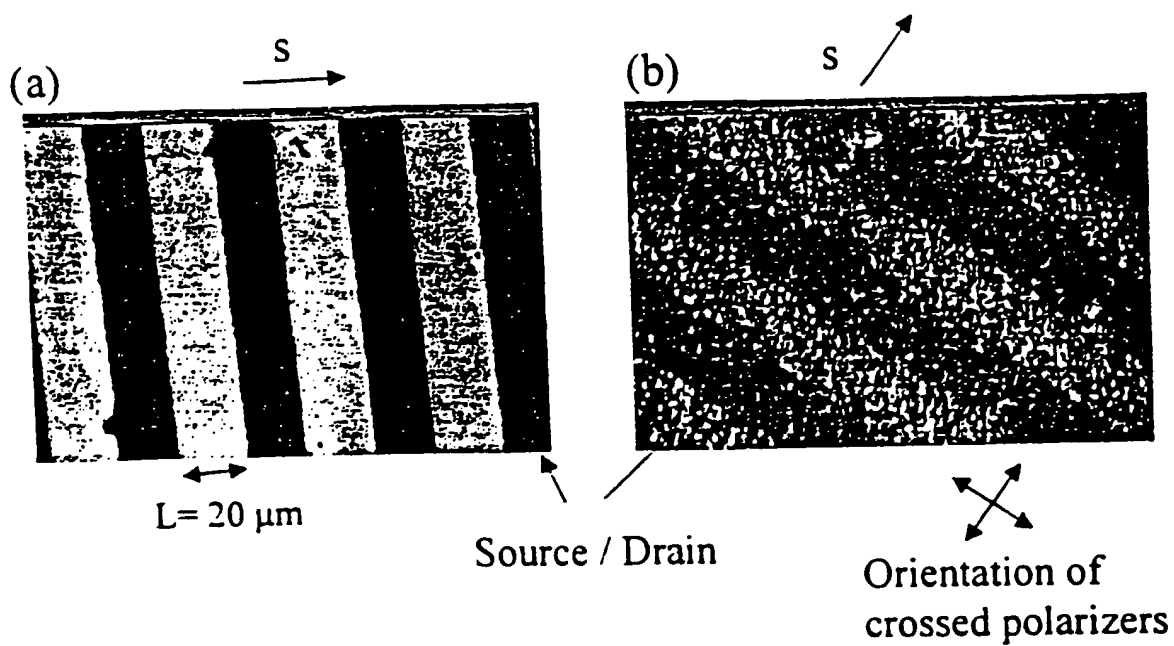 (a)
S
(b)
S
L= 20 µm
Source / Drain
Orientation of
crossed polarizers